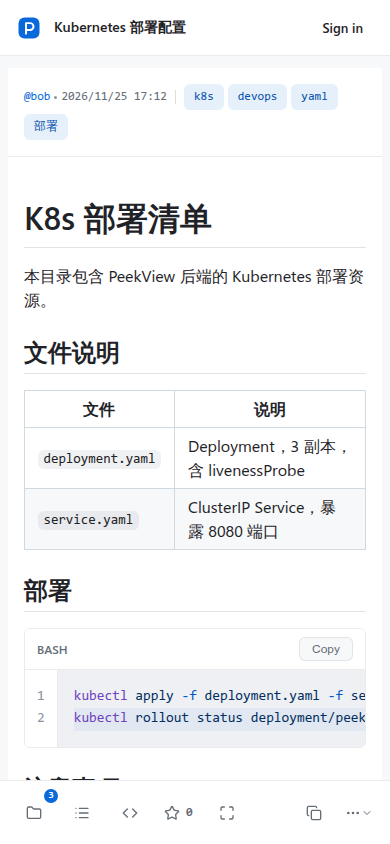 P Kubernetes 部署配置 Sign in
@bob • 2026/11/25 17:12 k8s devops yaml
部署
K8s 部署清单
本目录包含 PeekView 后端的 Kubernetes 部署资
源。
文件说明
文件 说明
deployment.yaml Deployment，3 副本，
含 livenessProbe
service.yaml ClusterIP Service，暴
露 8080 端口
部署
BASH Copy
1 kubectl apply -f deployment.yaml -f se
2 kubectl rollout status deployment/peek
3
0